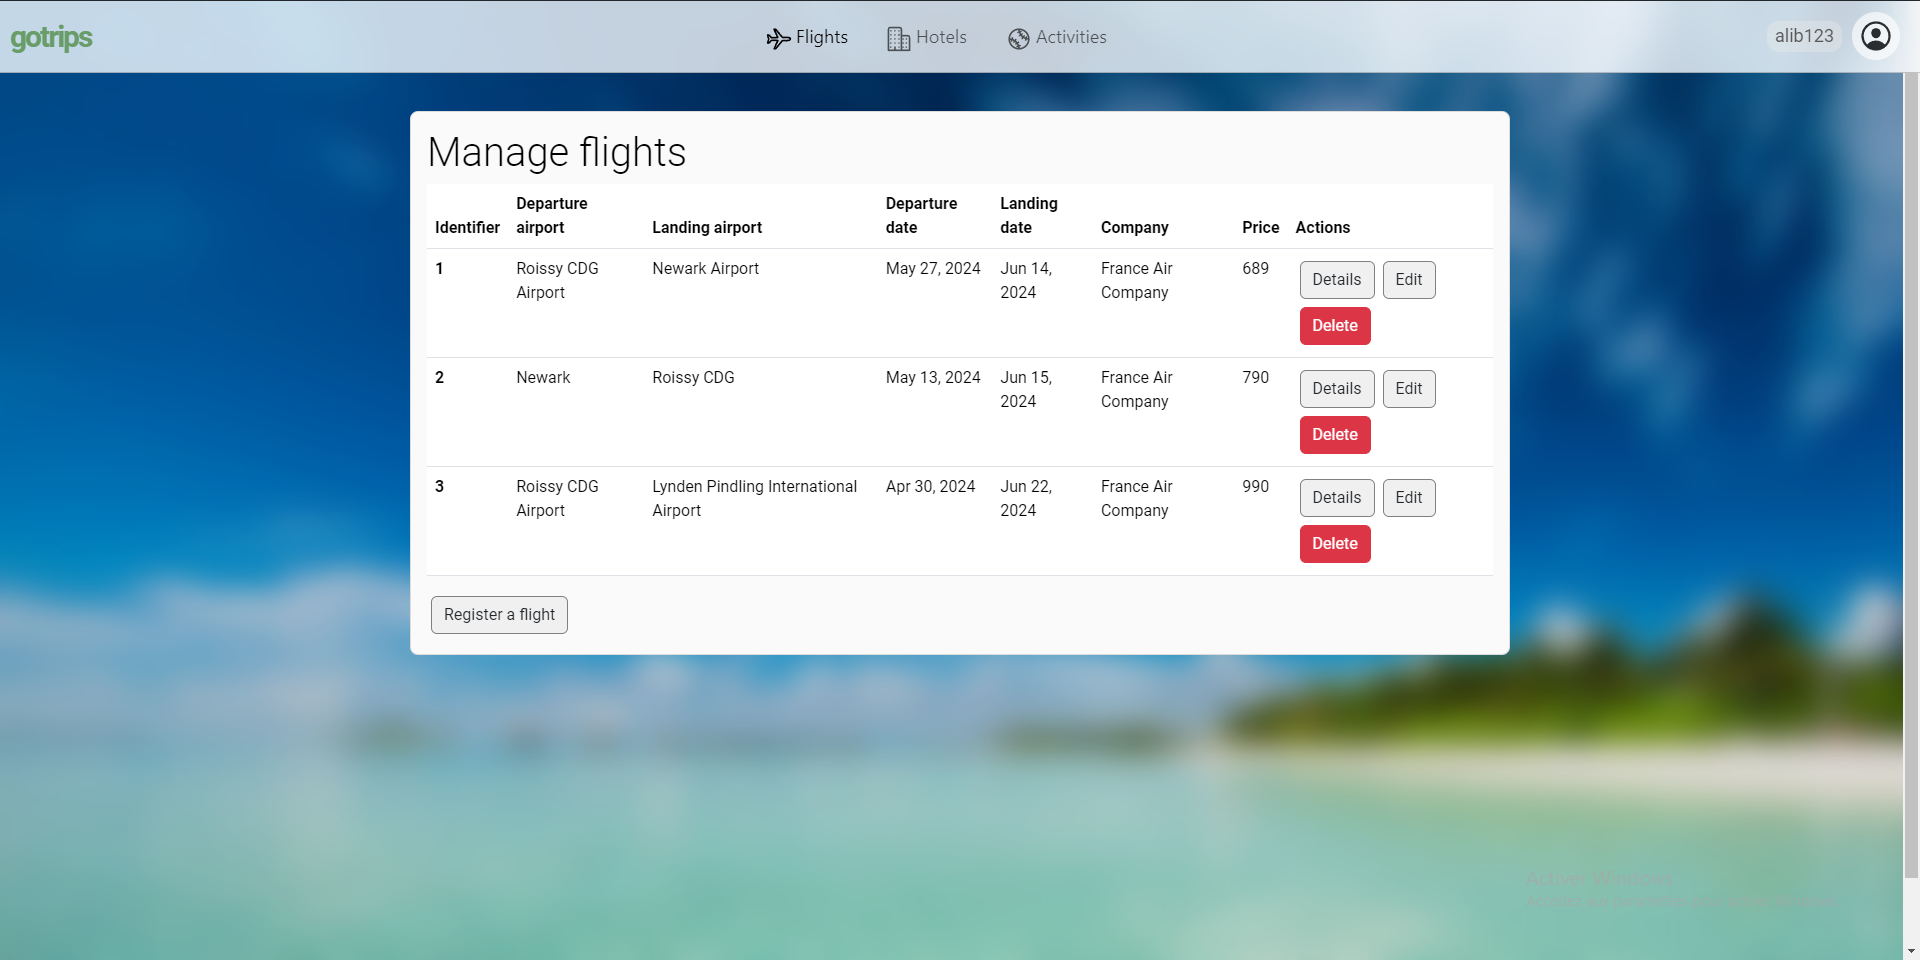 gotrips
Flights Hotels Activities
alib123
Manage flights
Identifier Departure airport Landing airport Departure date Landing date Company Price Actions
1 Roissy CDG Airport Newark Airport May 27, 2024 Jun 14, 2024 France Air Company 689 Details Edit Delete
2 Newark Roissy CDG May 13, 2024 Jun 15, 2024 France Air Company 790 Details Edit Delete
3 Roissy CDG Airport Lynden Pindling International Airport Apr 30, 2024 Jun 22, 2024 France Air Company 990 Details Edit Delete
Register a flight
Activer Windows